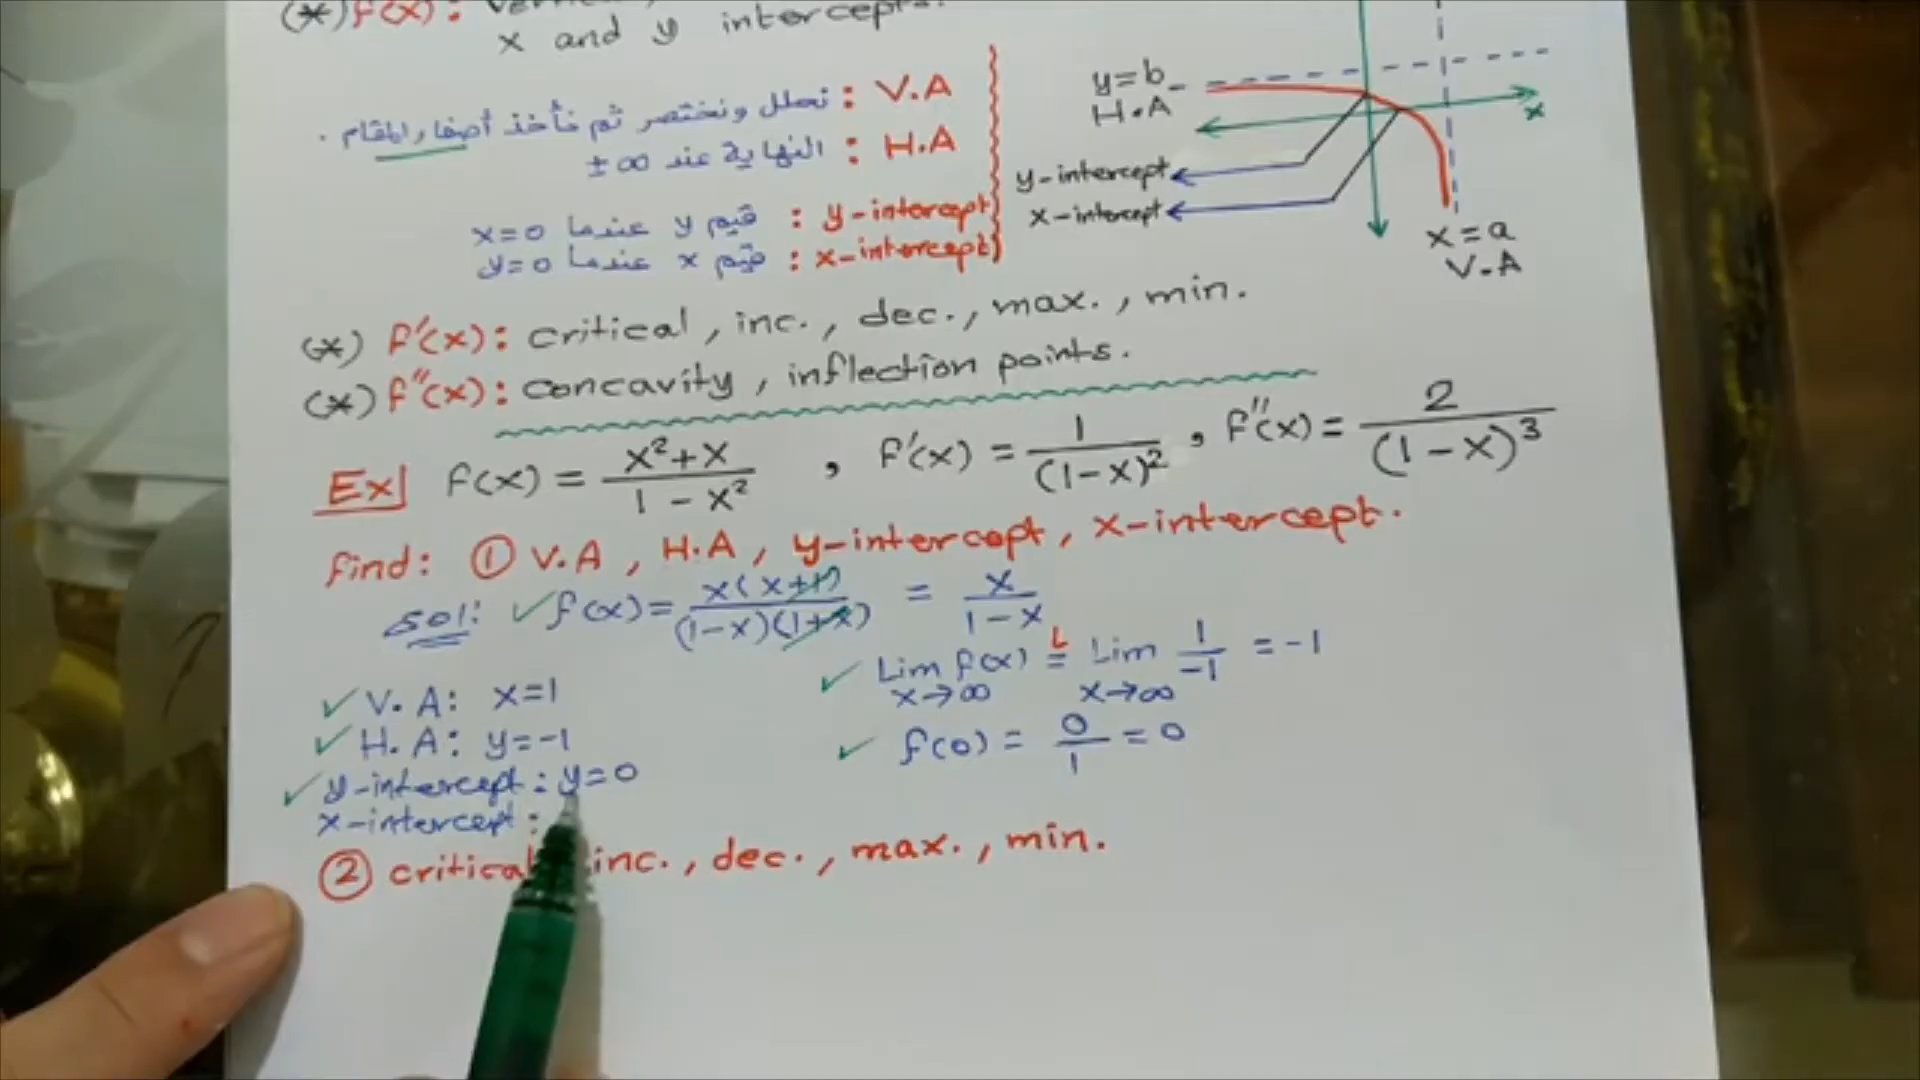 (*) f(x):
x and y intercepts.
V.A : نحلل ونختصر ثم نأخذ أصفار المقام .
H.A : النهاية عند ∞ ±
y-intercept : قيم y عندما x=0
x-intercept : قيم x عندما y=0
y=b
H.A
x
y-intercept
x-intercept
x=a
V.A
(*) f'(x): critical, inc., dec., max., min.
(*) f''(x): concavity, inflection points.
Ex] f(x) = (x²+x)/(1-x²) , f'(x) = 1/(1-x)² , f''(x) = 2/(1-x)³
find: ① V.A, H.A, y-intercept, x-intercept.
sol: ✓ f(x) = x(x+1)/((1-x)(1+x)) = x/(1-x)
✓ Lim x→∞ f(x) =ᴸ Lim x→∞ 1/-1 = -1
✓ V.A: x=1
✓ H.A: y=-1
✓ f(0) = 0/1 = 0
✓ y-intercept: y=0
x-intercept:
② critical inc., dec., max., min.